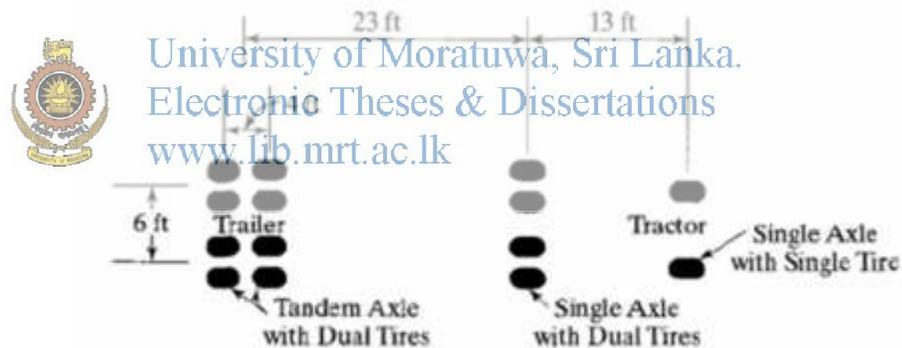 23 ft
13 ft
University of Moratuwa, Sri Lanka.
Electronic Theses & Dissertations
www.lib.mrt.ac.lk
6 ft
Trailer
Tractor
Single Axle
with Single Tire
Tandem Axle
with Dual Tires
Single Axle
with Dual Tires